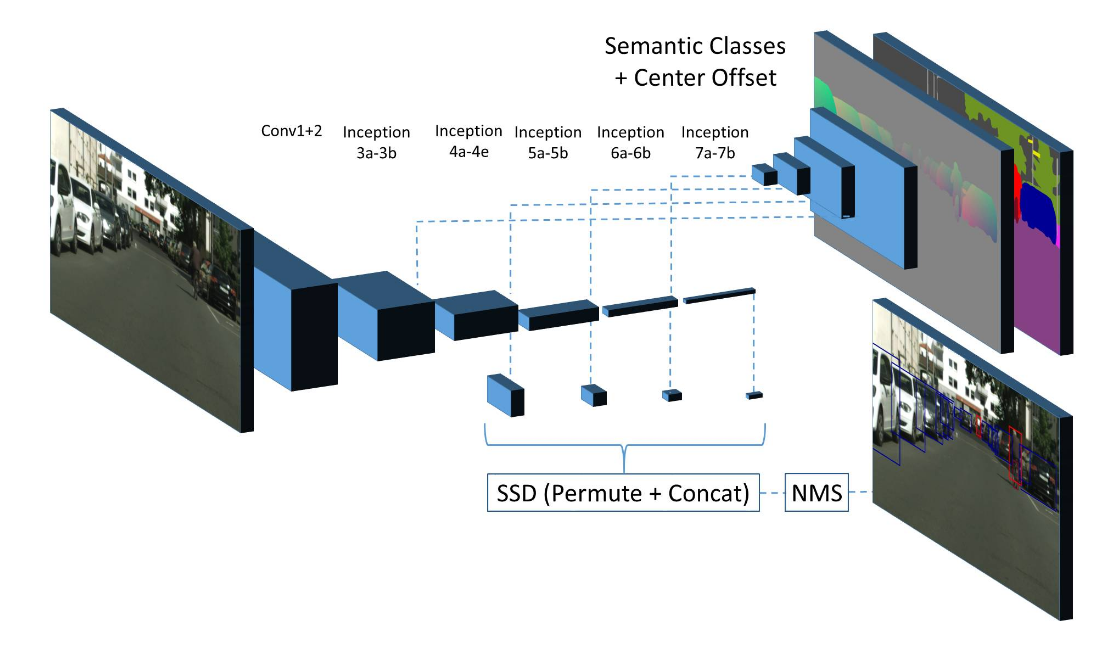 Semantic Classes
+ Center Offset
Conv1+2
Inception
3a-3b
Inception
4a-4e
Inception
5a-5b
Inception
6a-6b
Inception
7a-7b
SSD (Permute + Concat)
NMS